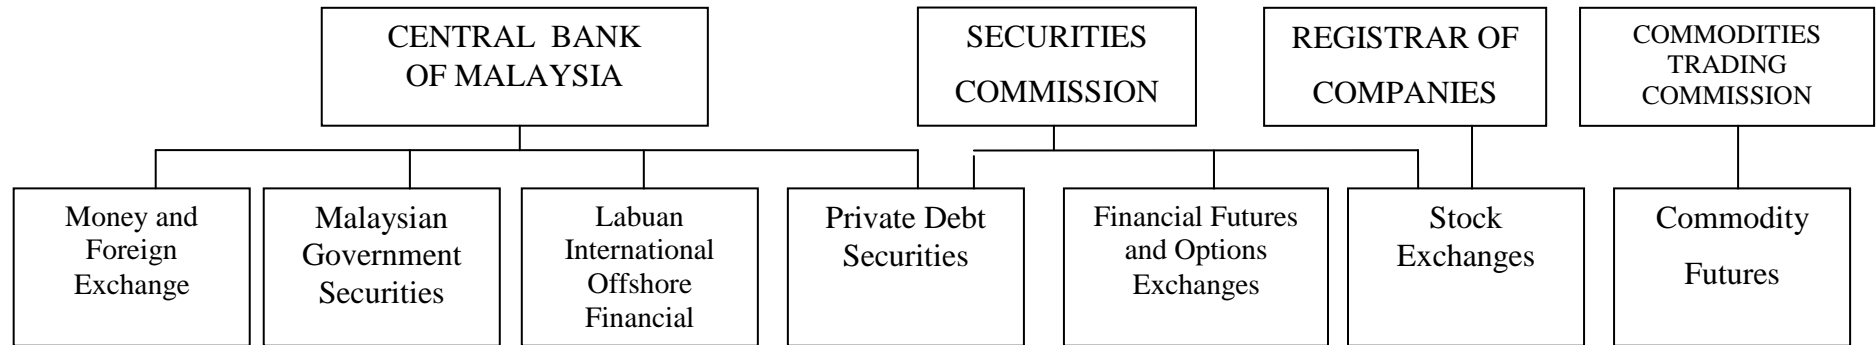 CENTRAL BANK
OF MALAYSIA
SECURITIES
COMMISSION
REGISTRAR OF
COMPANIES
COMMODITIES
TRADING
COMMISSION
Money and
Foreign
Exchange
Malaysian
Government
Securities
Labuan
International
Offshore
Financial
Private Debt
Securities
Financial Futures
and Options
Exchanges
Stock
Exchanges
Commodity
Futures